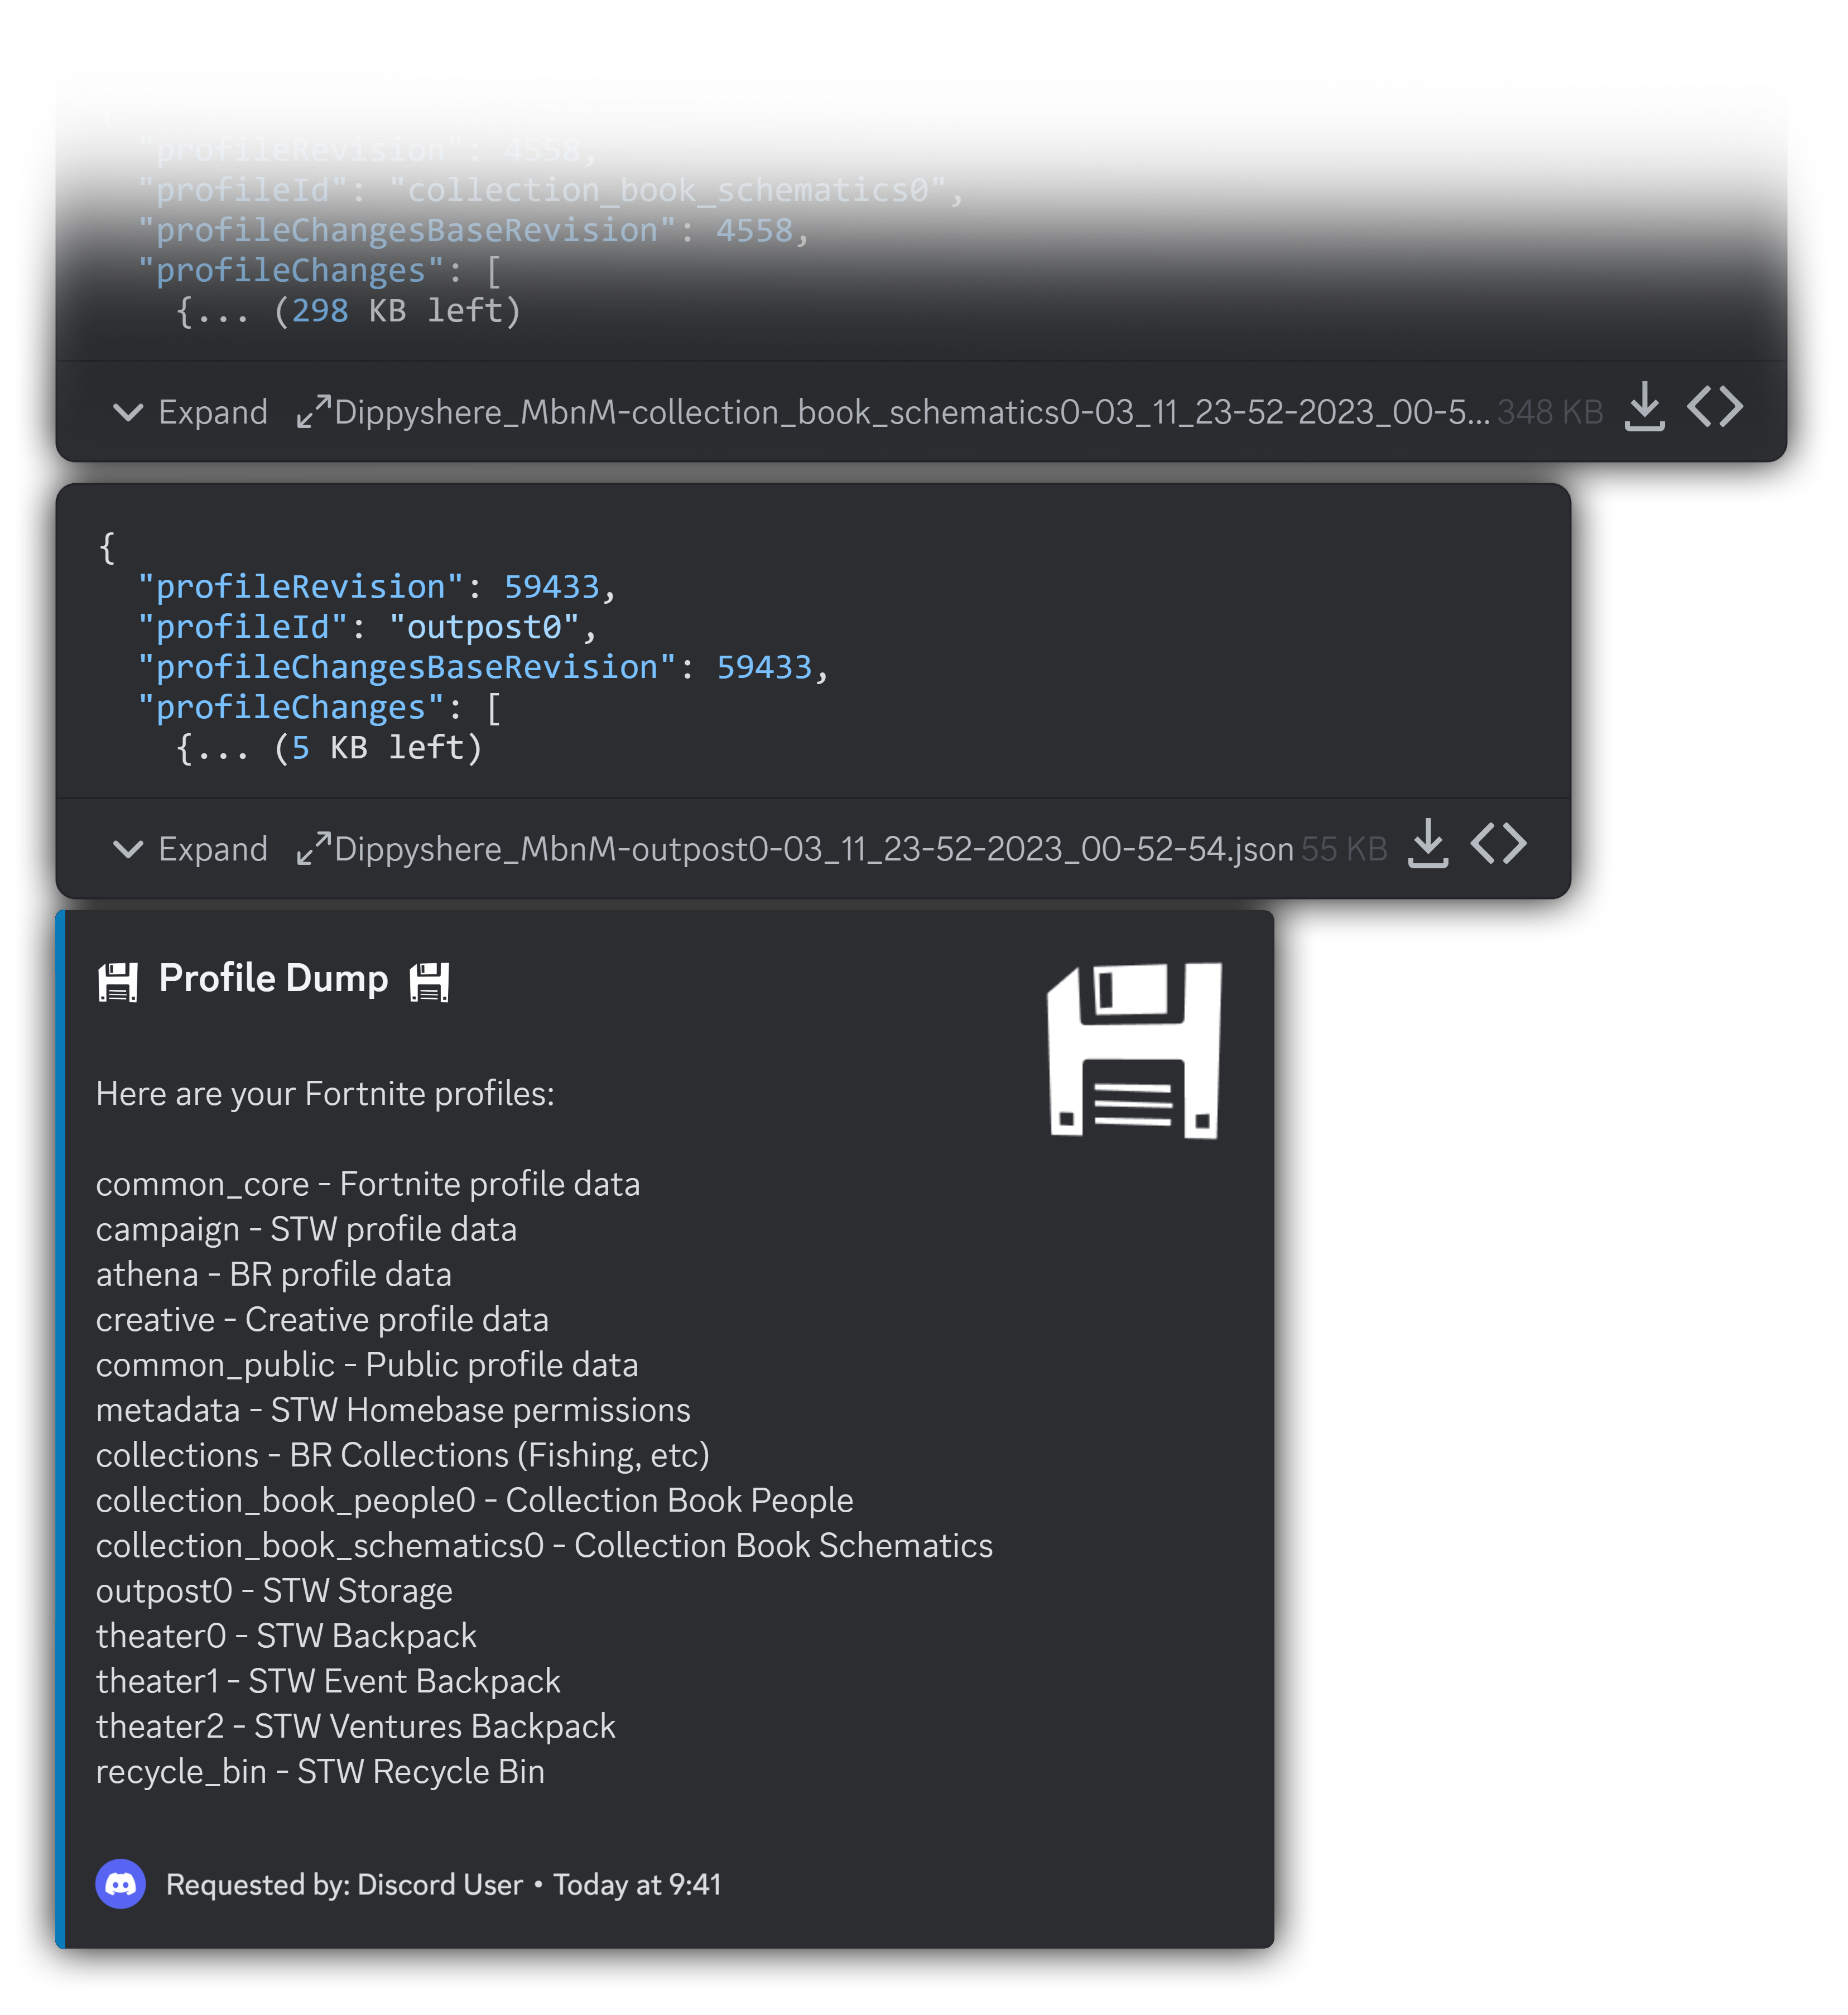 {
"profileRevision": 4558,
"profileId": "collection_book_schematics0",
"profileChangesBaseRevision": 4558,
"profileChanges": [
{... (298 KB left)
Expand Dippyshere_MbnM-collection_book_schematics0-03_11_23-52-2023_00-5... 348 KB
{
"profileRevision": 59433,
"profileId": "outpost0",
"profileChangesBaseRevision": 59433,
"profileChanges": [
{... (5 KB left)
Expand Dippyshere_MbnM-outpost0-03_11_23-52-2023_00-52-54.json 55 KB
Profile Dump
Here are your Fortnite profiles:
common_core - Fortnite profile data
campaign - STW profile data
athena - BR profile data
creative - Creative profile data
common_public - Public profile data
metadata - STW Homebase permissions
collections - BR Collections (Fishing, etc)
collection_book_people0 - Collection Book People
collection_book_schematics0 - Collection Book Schematics
outpost0 - STW Storage
theater0 - STW Backpack
theater1 - STW Event Backpack
theater2 - STW Ventures Backpack
recycle_bin - STW Recycle Bin
Requested by: Discord User • Today at 9:41